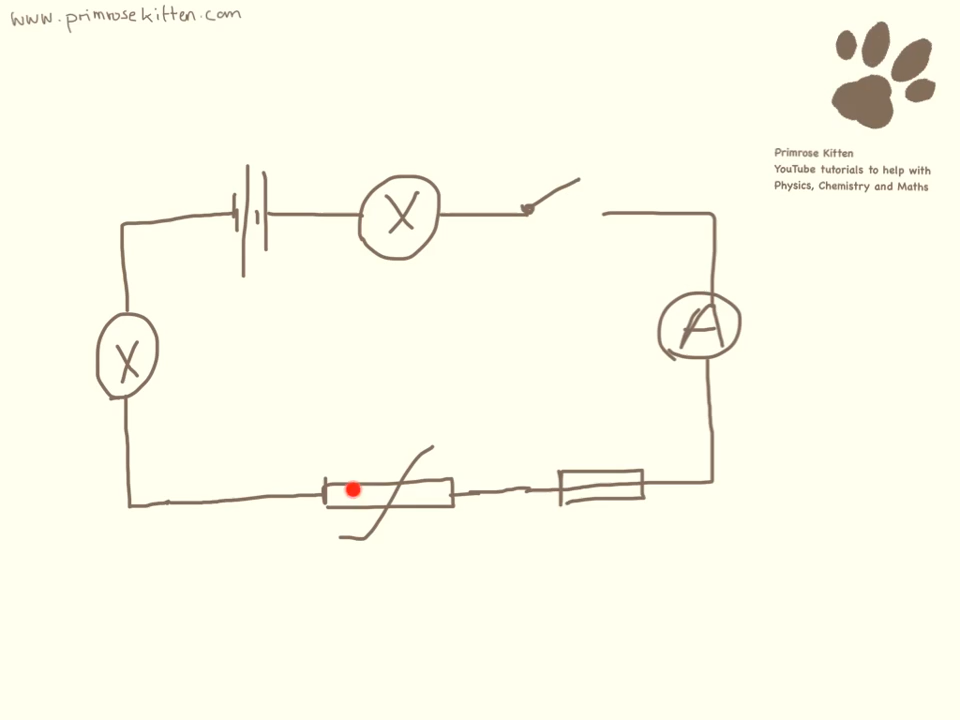 www.primrosekitten.com
Primrose Kitten
YouTube tutorials to help with
Physics, Chemistry and Maths
X
A
X